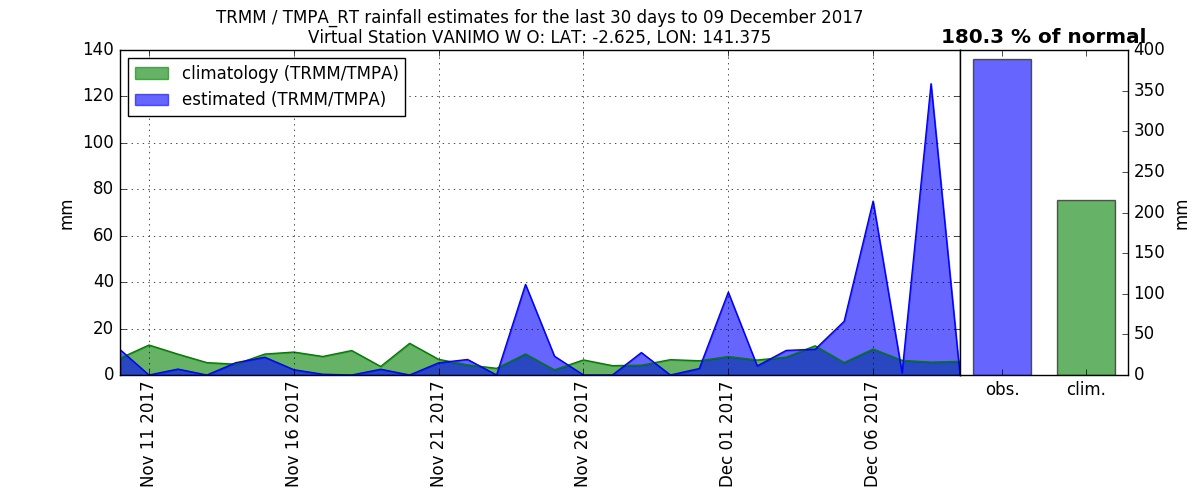 TRMM / TMPA_RT rainfall estimates for the last 30 days to 09 December 2017
Virtual Station VANIMO W O: LAT: -2.625, LON: 141.375
180.3 % of normal
climatology (TRMM/TMPA)
estimated (TRMM/TMPA)
mm
140
120
100
80
60
40
20
0
Nov 11 2017
Nov 16 2017
Nov 21 2017
Nov 26 2017
Dec 01 2017
Dec 06 2017
400
350
300
250
200
150
100
50
0
mm
obs.
clim.